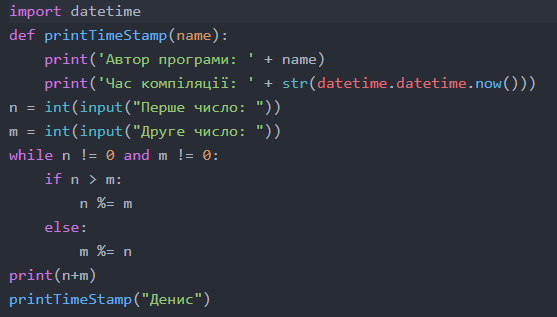 import datetime
def printTimeStamp(name):
    print('Автор програми: ' + name)
    print('Час компіляції: ' + str(datetime.datetime.now()))
n = int(input("Перше число: "))
m = int(input("Друге число: "))
while n != 0 and m != 0:
    if n > m:
        n %= m
    else:
        m %= n
print(n+m)
printTimeStamp("Денис")